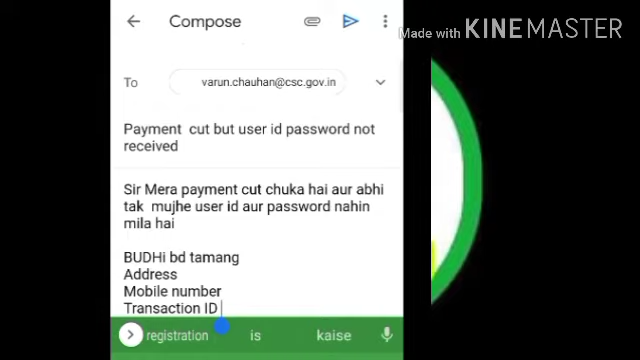 Compose
Made with KINEMASTER
To varun.chauhan@csc.gov.in
Payment cut but user id password not
received
Sir Mera payment cut chuka hai aur abhi
tak mujhe user id aur password nahin
mila hai
BUDHi bd tamang
Address
Mobile number
Transaction ID
registration is kaise